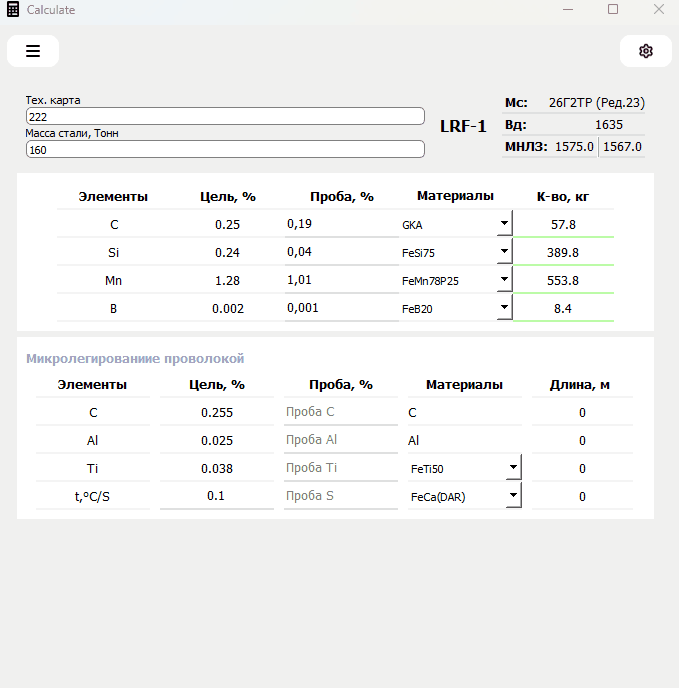 Calculate
Тех. карта
222
Масса стали, Тонн
160
LRF-1
Мс: 26Г2ТР (Ред.23)
Вд: 1635
МНЛЗ: 1575.0 1567.0
Элементы Цель, % Проба, % Материалы К-во, кг
C 0.25 0,19 GKA 57.8
Si 0.24 0,04 FeSi75 389.8
Mn 1.28 1,01 FeMn78P25 553.8
B 0.002 0,001 FeB20 8.4
Микролегированиие проволокой
Элементы Цель, % Проба, % Материалы Длина, м
C 0.255 Проба C C 0
Al 0.025 Проба Al Al 0
Ti 0.038 Проба Ti FeTi50 0
t,ºC/S 0.1 Проба S FeCa(DAR) 0